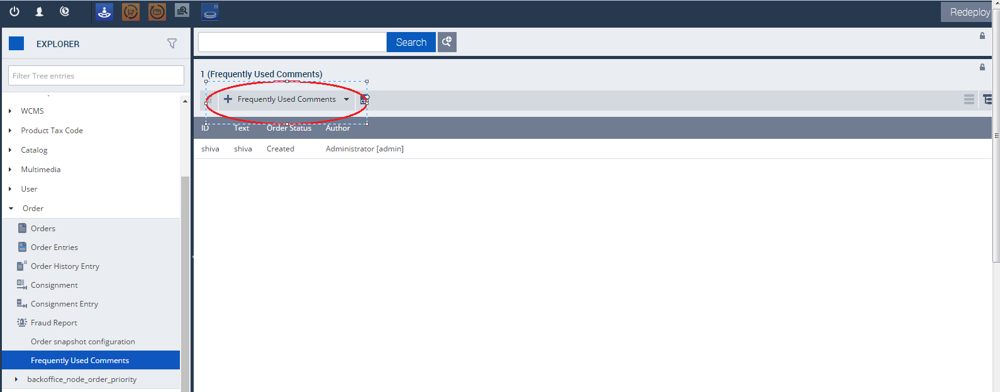 Redeploy
EXPLORER
Filter Tree entries
WCMS
Product Tax Code
Catalog
Multimedia
User
Order
Orders
Order Entries
Order History Entry
Consignment
Consignment Entry
Fraud Report
Order snapshot configuration
Frequently Used Comments
backoffice_node_order_priority
Search
1 (Frequently Used Comments)
Frequently Used Comments
ID Text Order Status Author
shiva shiva Created Administrator [admin]